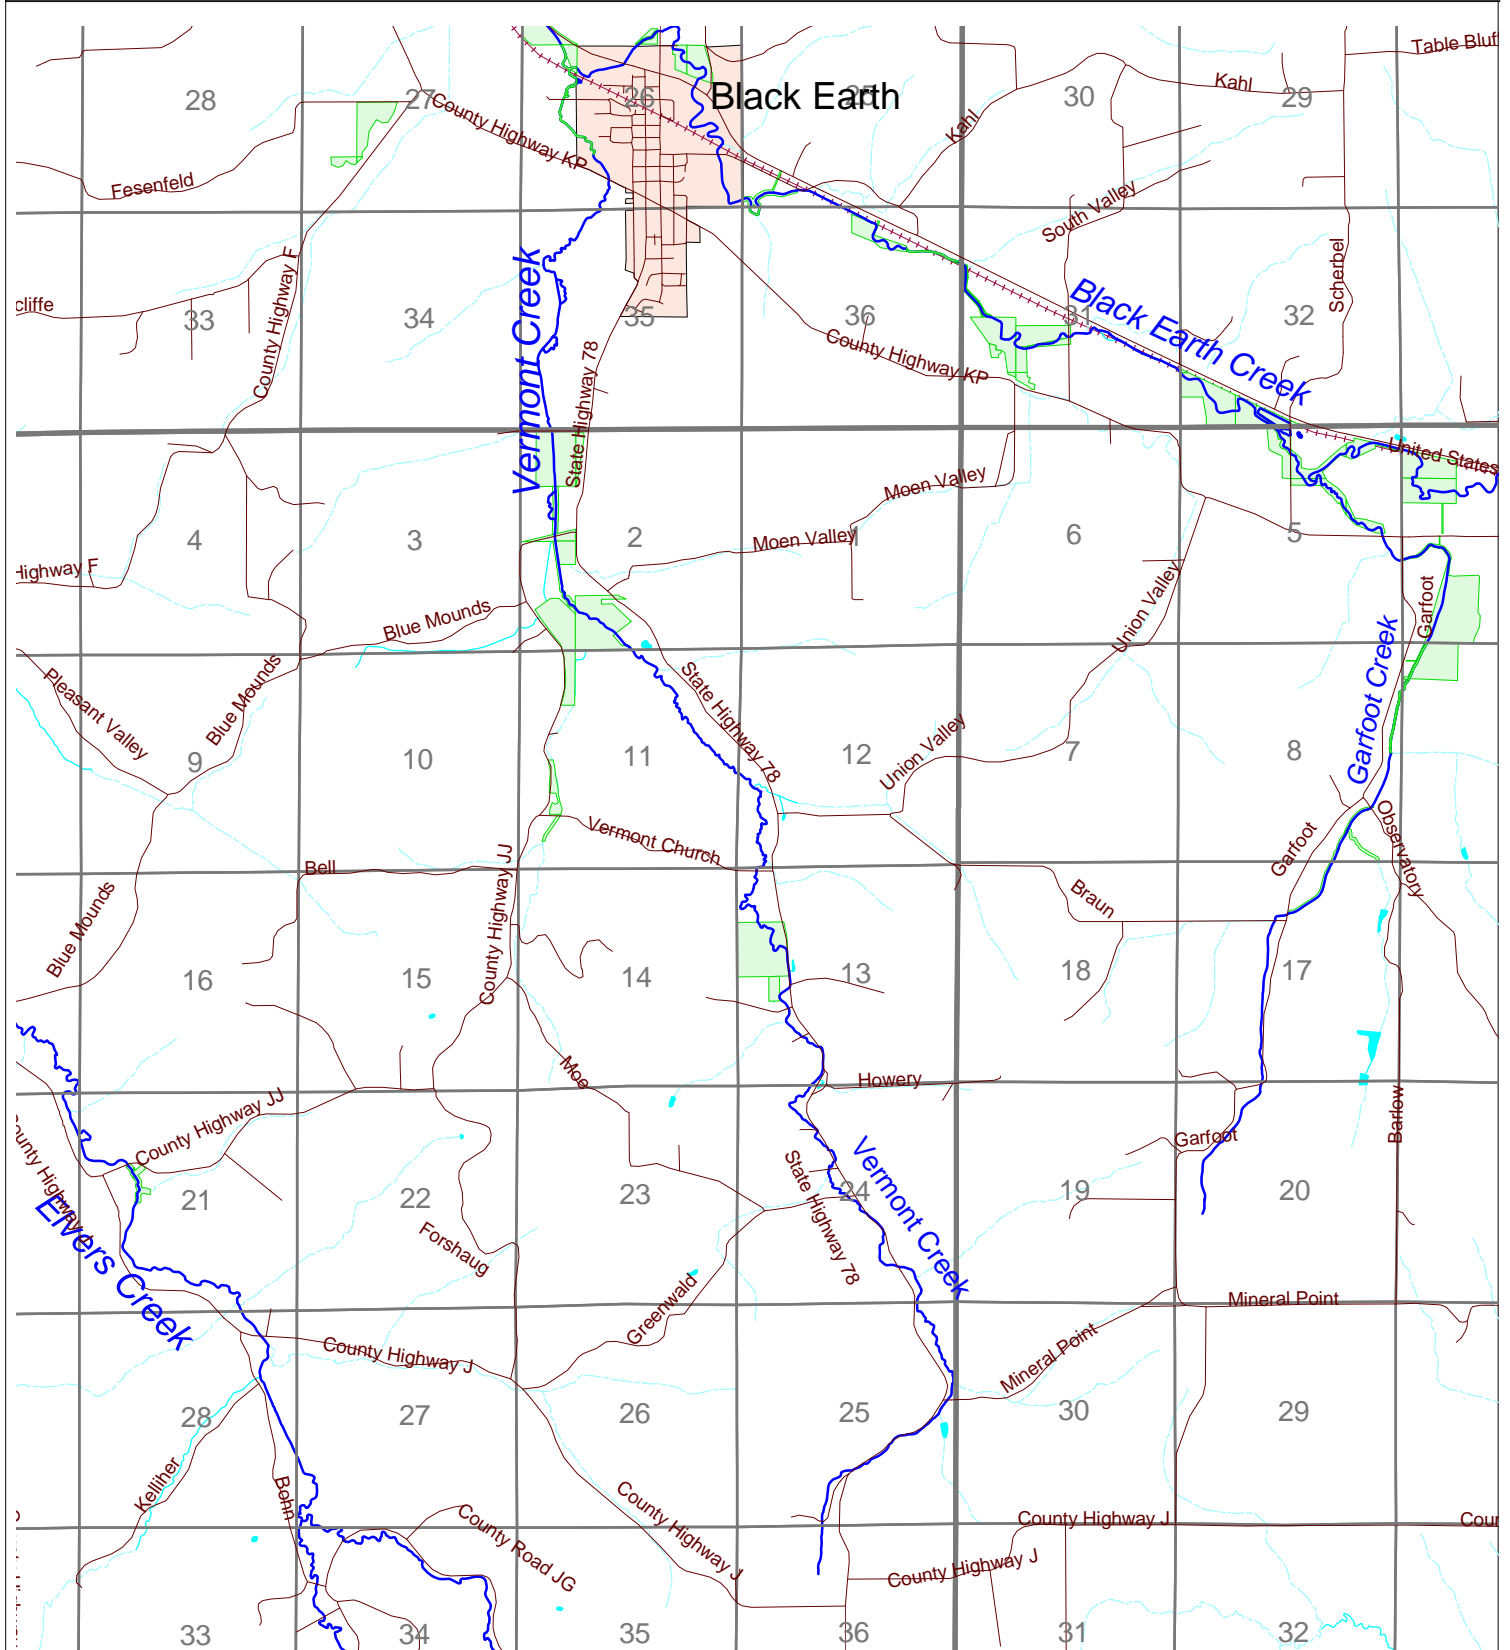 Table Bluff
28
27
26
Black Earth
25
30
Kahl
29
County Highway KP
Kahl
Fesenfeld
South Valley
Scherbel
cliffe
33
County Highway F
34
Vermont Creek
35
36
31
Black Earth Creek
32
State Highway 78
County Highway KP
United States
Moen Valley
4
3
2
Moen Valley
1
6
5
Highway F
Blue Mounds
Union Valley
Garfoot
Garfoot Creek
Pleasant Valley
Blue Mounds
State Highway 78
9
10
11
12
Union Valley
7
8
Vermont Church
Garfoot
Observatory
Bell
County Highway JJ
Braun
Blue Mounds
16
15
14
13
18
17
Moe
Howery
County Highway JJ
Barlow
Garfoot
ounty Highway J
21
22
23
State Highway 78
24
Vermont Creek
19
20
Elvers Creek
Forshaug
Greenwald
Mineral Point
County Highway J
Mineral Point
28
27
26
25
30
29
Kelliher
Bohn
County Road JG
County Highway J
County Highway J
Coun
County Highway J
33
34
35
36
31
32